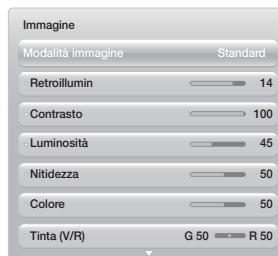 Immagine
Modalità immagine Standard
· Retroillumin 14
· Contrasto 100
· Luminosità 45
· Nitidezza 50
· Colore 50
· Tinta (V/R) G 50 R 50